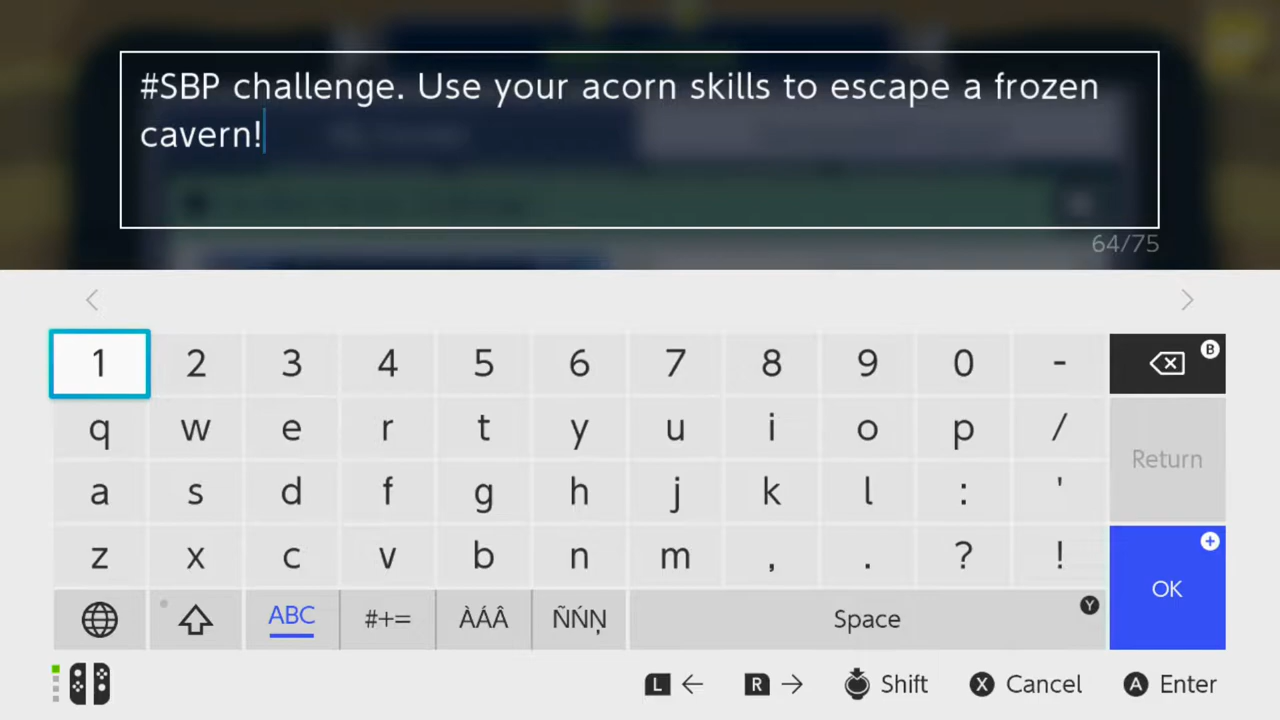 #SBP challenge. Use your acorn skills to escape a frozen
cavern!
64/75
< >
1 2 3 4 5 6 7 8 9 0 - B
q w e r t y u i o p / Return
a s d f g h j k l : '
z x c v b n m , . ? ! + OK
ABC #+= ÀÁÂ ÑŃŅ Space Y
L ← R → Shift X Cancel A Enter